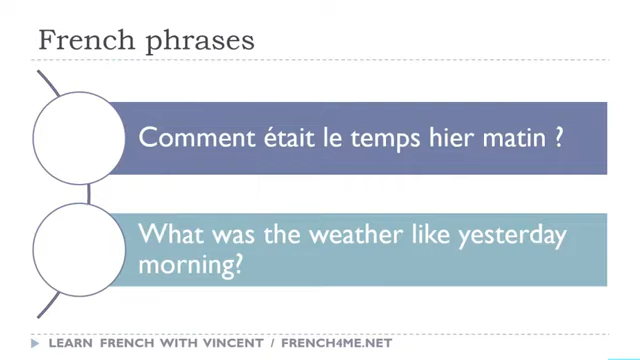 French phrases
Comment était le temps hier matin ?
What was the weather like yesterday
morning?
LEARN FRENCH WITH VINCENT / FRENCH4ME.NET